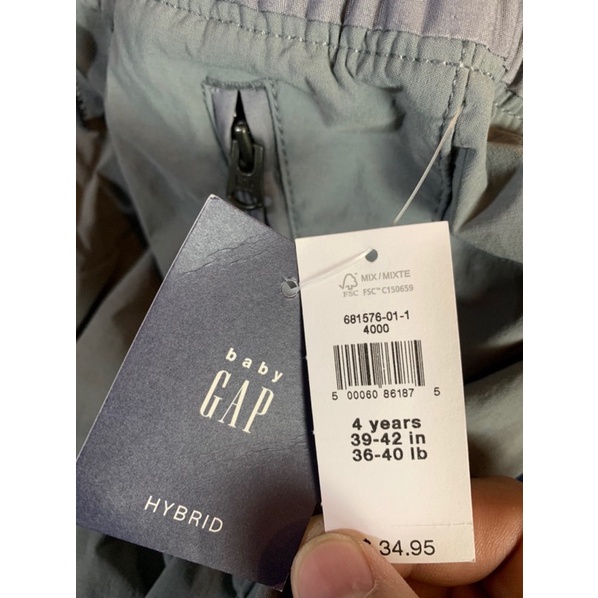 baby
GAP
HYBRID
FSC
MIX / MIXTE
FSC™ C150659
681576-01-1
4000
5 00060 86187 5
4 years
39-42 in
36-40 lb
34.95